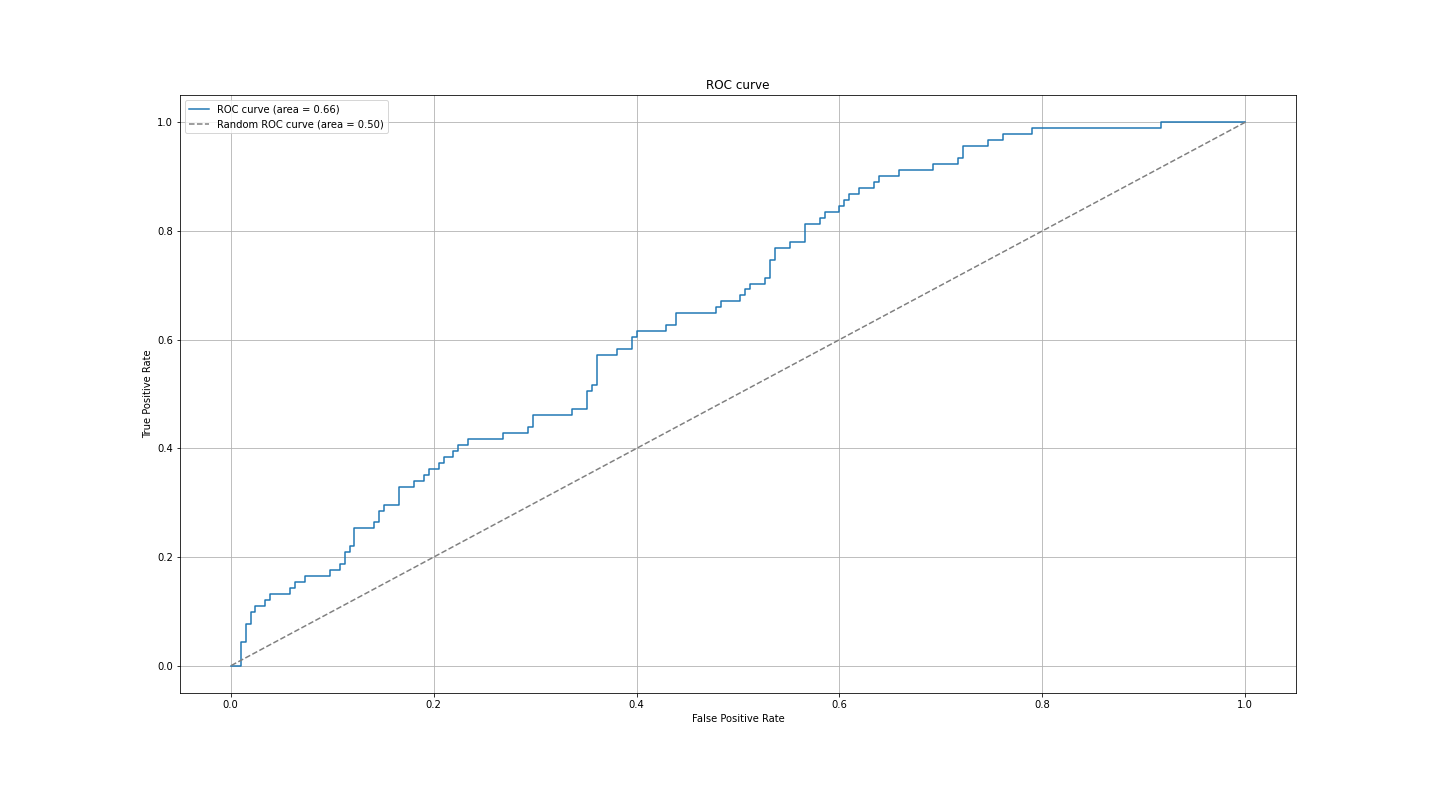 ROC curve
ROC curve (area = 0.66)
Random ROC curve (area = 0.50)
1.0
0.8
0.6
0.4
0.2
0.0
True Positive Rate
0.0 0.2 0.4 0.6 0.8 1.0
False Positive Rate